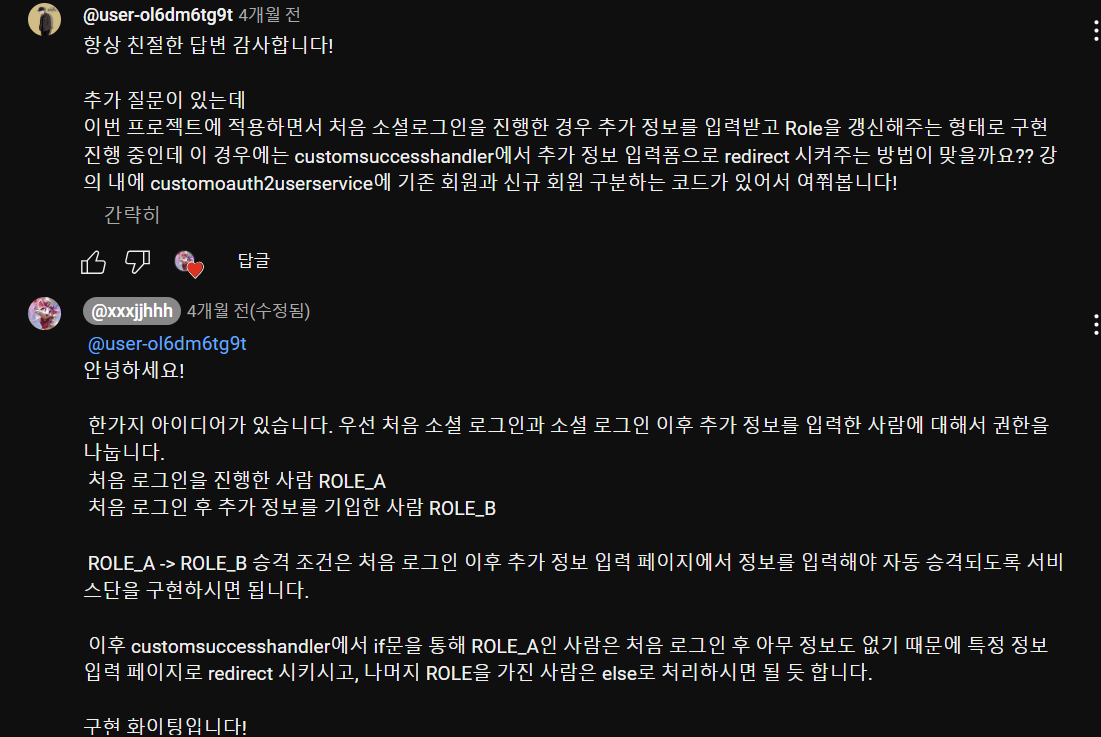 @user-ol6dm6tg9t 4개월 전
항상 친절한 답변 감사합니다!
추가 질문이 있는데
이번 프로젝트에 적용하면서 처음 소셜로그인을 진행한 경우 추가 정보를 입력받고 Role을 갱신해주는 형태로 구현
진행 중인데 이 경우에는 customsuccesshandler에서 추가 정보 입력폼으로 redirect 시켜주는 방법이 맞을까요?? 강
의 내에 customoauth2userservice에 기존 회원과 신규 회원 구분하는 코드가 있어서 여쭤봅니다!
간략히
답글
@xxxjjhhh 4개월 전(수정됨)
@user-ol6dm6tg9t
안녕하세요!
한가지 아이디어가 있습니다. 우선 처음 소셜 로그인과 소셜 로그인 이후 추가 정보를 입력한 사람에 대해서 권한을
나눕니다.
처음 로그인을 진행한 사람 ROLE_A
처음 로그인 후 추가 정보를 기입한 사람 ROLE_B
ROLE_A -> ROLE_B 승격 조건은 처음 로그인 이후 추가 정보 입력 페이지에서 정보를 입력해야 자동 승격되도록 서비
스단을 구현하시면 됩니다.
이후 customsuccesshandler에서 if문을 통해 ROLE_A인 사람은 처음 로그인 후 아무 정보도 없기 때문에 특정 정보
입력 페이지로 redirect 시키시고, 나머지 ROLE을 가진 사람은 else로 처리하시면 될 듯 합니다.
구현 화이팅입니다!